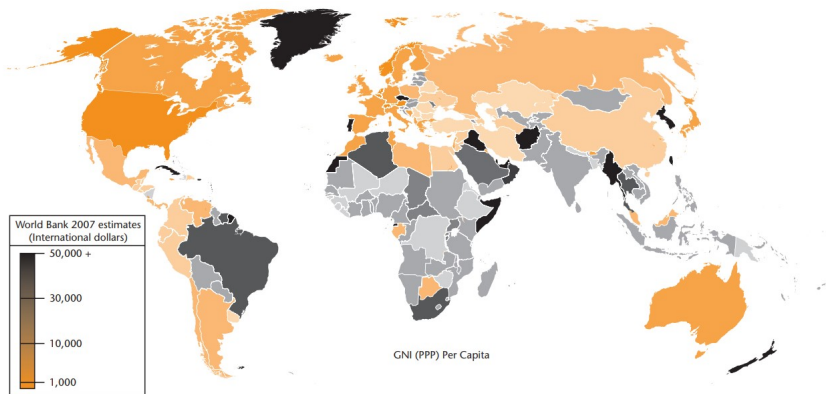 World Bank 2007 estimates
(International dollars)
50,000 +
30,000
10,000
1,000
GNI (PPP) Per Capita